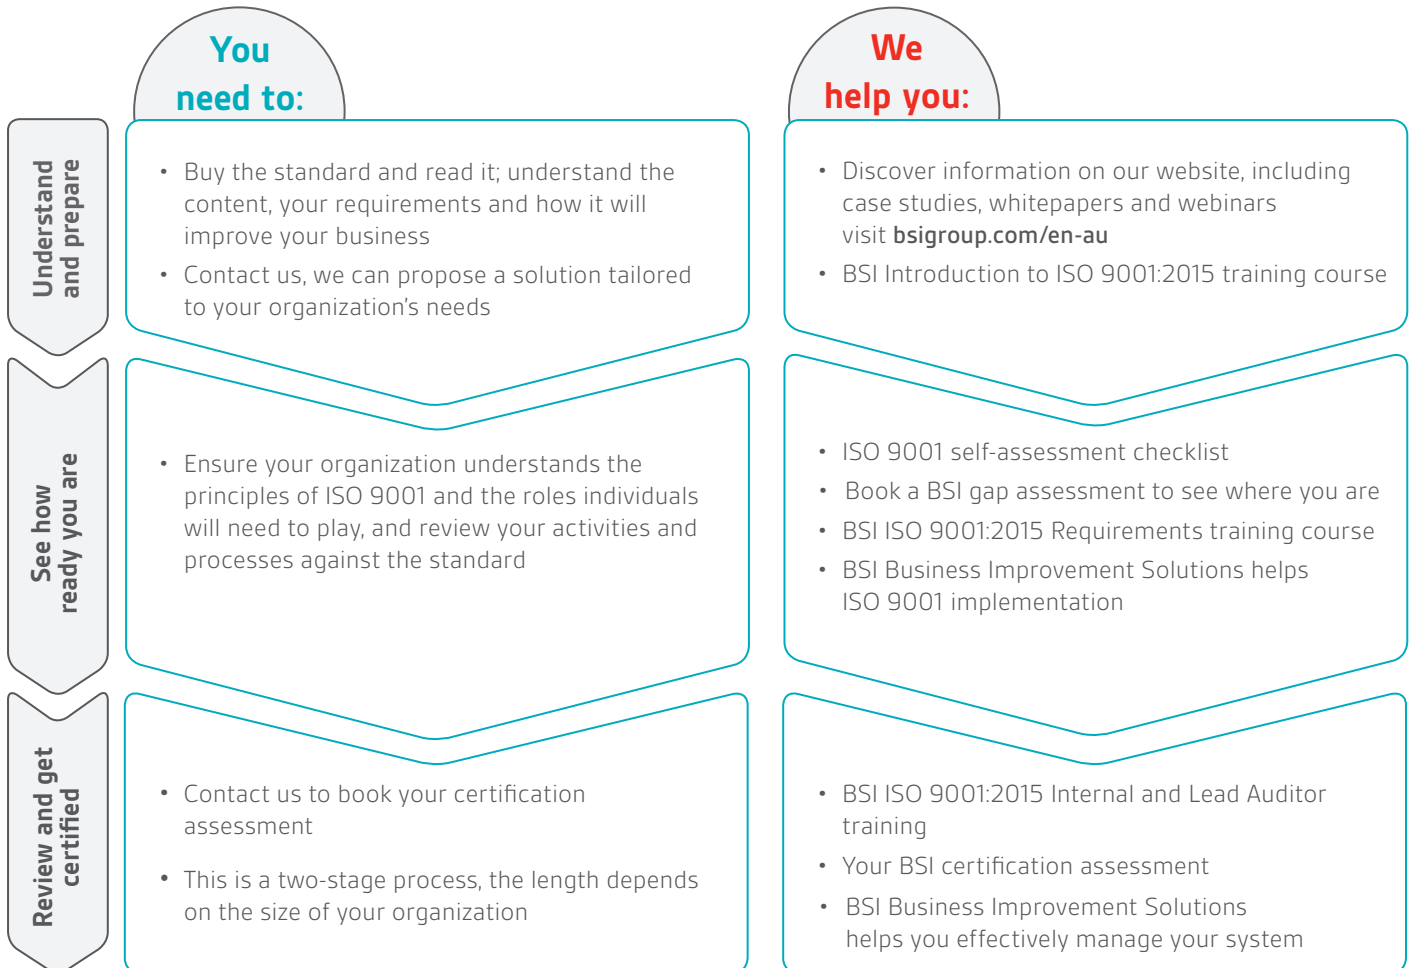 You
need to:
We
help you:
Understand
and prepare
• Buy the standard and read it; understand the
content, your requirements and how it will
improve your business
• Contact us, we can propose a solution tailored
to your organization’s needs
• Discover information on our website, including
case studies, whitepapers and webinars
visit bsigroup.com/en-au
• BSI Introduction to ISO 9001:2015 training course
See how
ready you are
• Ensure your organization understands the
principles of ISO 9001 and the roles individuals
will need to play, and review your activities and
processes against the standard
• ISO 9001 self-assessment checklist
• Book a BSI gap assessment to see where you are
• BSI ISO 9001:2015 Requirements training course
• BSI Business Improvement Solutions helps
ISO 9001 implementation
Review and get
certified
• Contact us to book your certification
assessment
• This is a two-stage process, the length depends
on the size of your organization
• BSI ISO 9001:2015 Internal and Lead Auditor
training
• Your BSI certification assessment
• BSI Business Improvement Solutions
helps you effectively manage your system